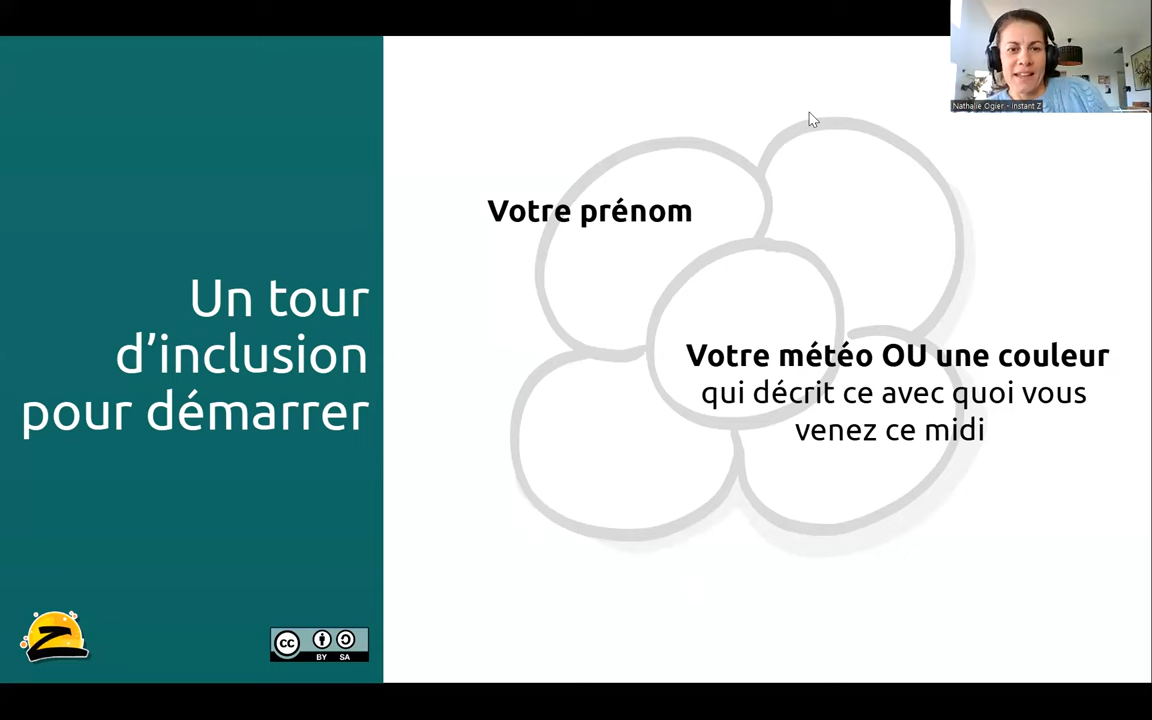 Nathalie Ogier - Instant Z
Votre prénom
Un tour
d’inclusion
pour démarrer
Votre météo OU une couleur
qui décrit ce avec quoi vous
venez ce midi
Z
cc
BY SA